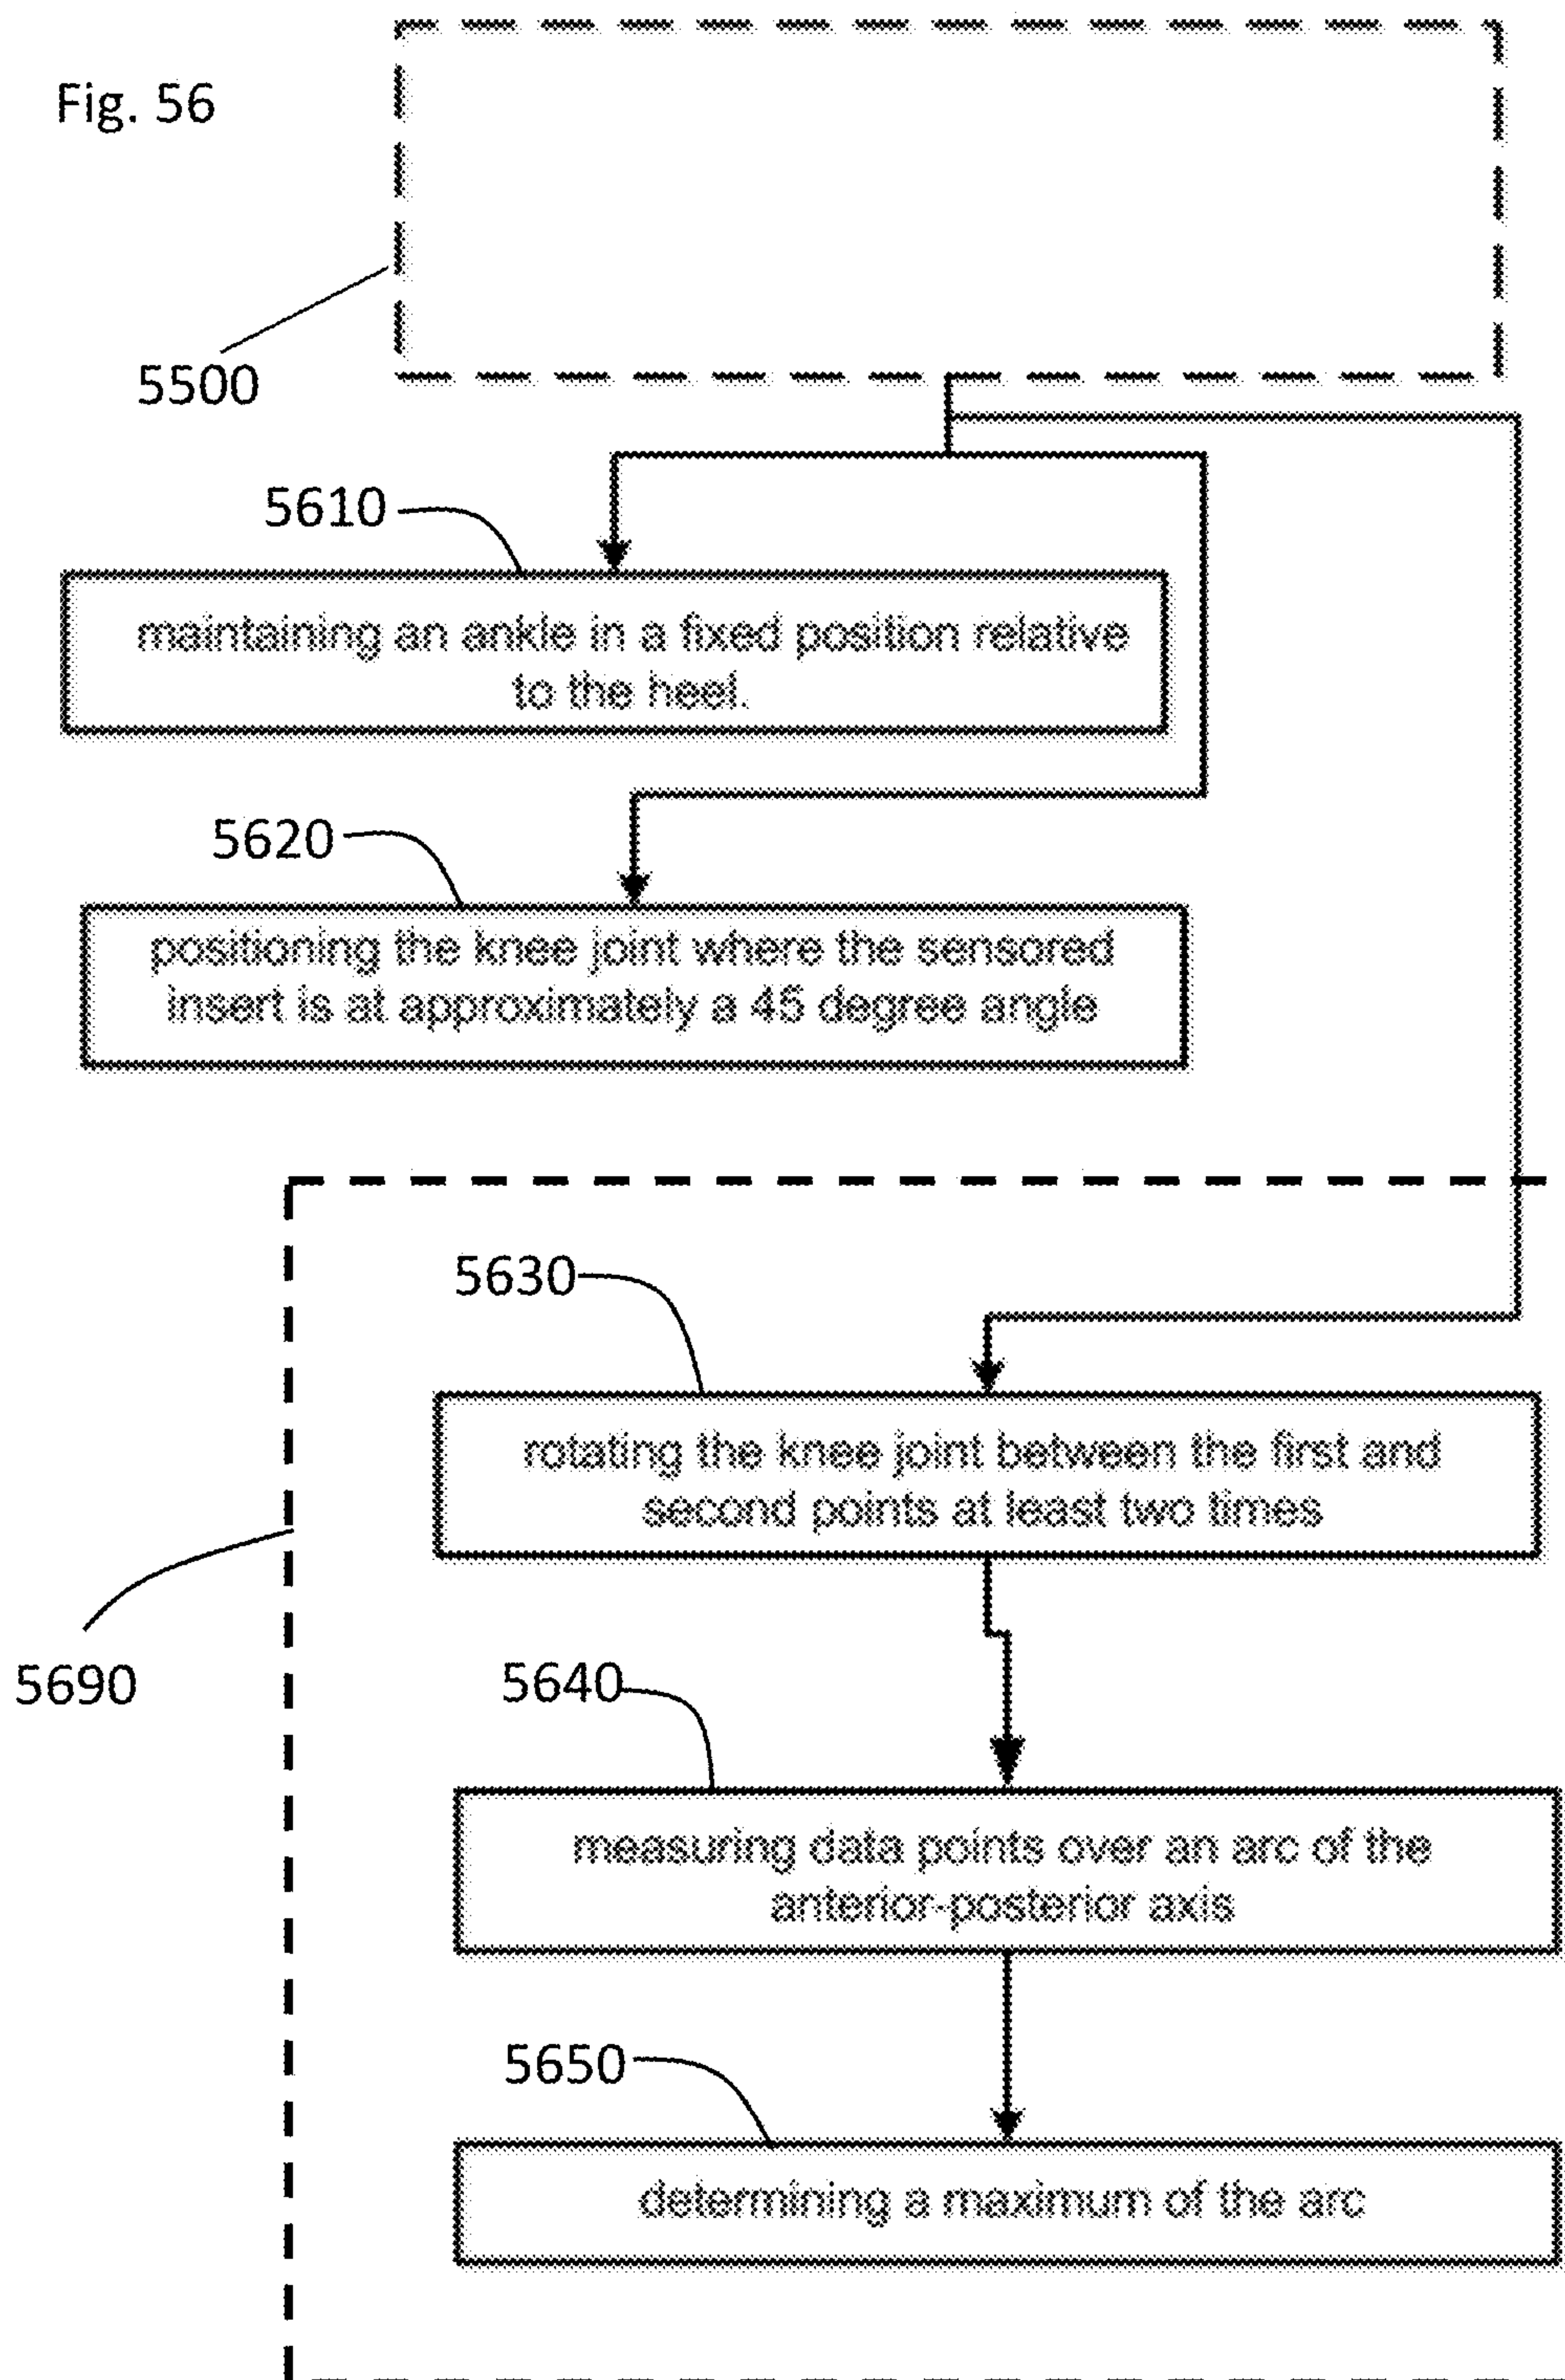 Fig. 56
5500
5610
maintaining an ankle in a fixed position relative
to the heel.
5620
positioning the knee joint where the sensored
insert is at approximately a 45 degree angle
5630
rotating the knee joint between the first and
second points at least two times
5690
5640
measuring data points over an arc of the
anterior-posterior axis
5650
determining a maximum of the arc